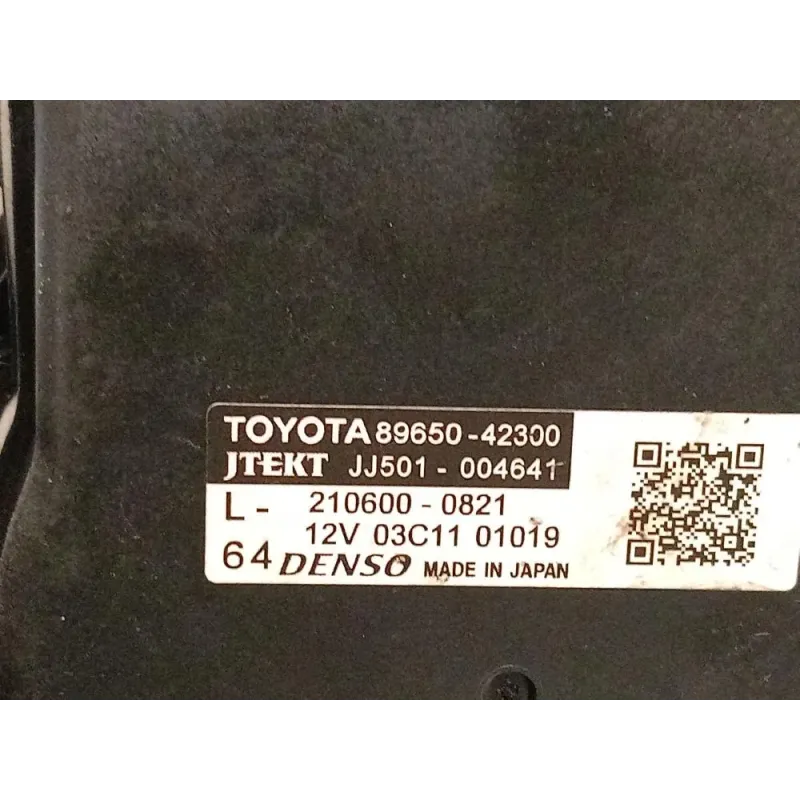 TOYOTA 89650-42300
JTEKT JJ501-004641
L- 210600-0821
12V 03C11 01019
64 DENSO MADE IN JAPAN